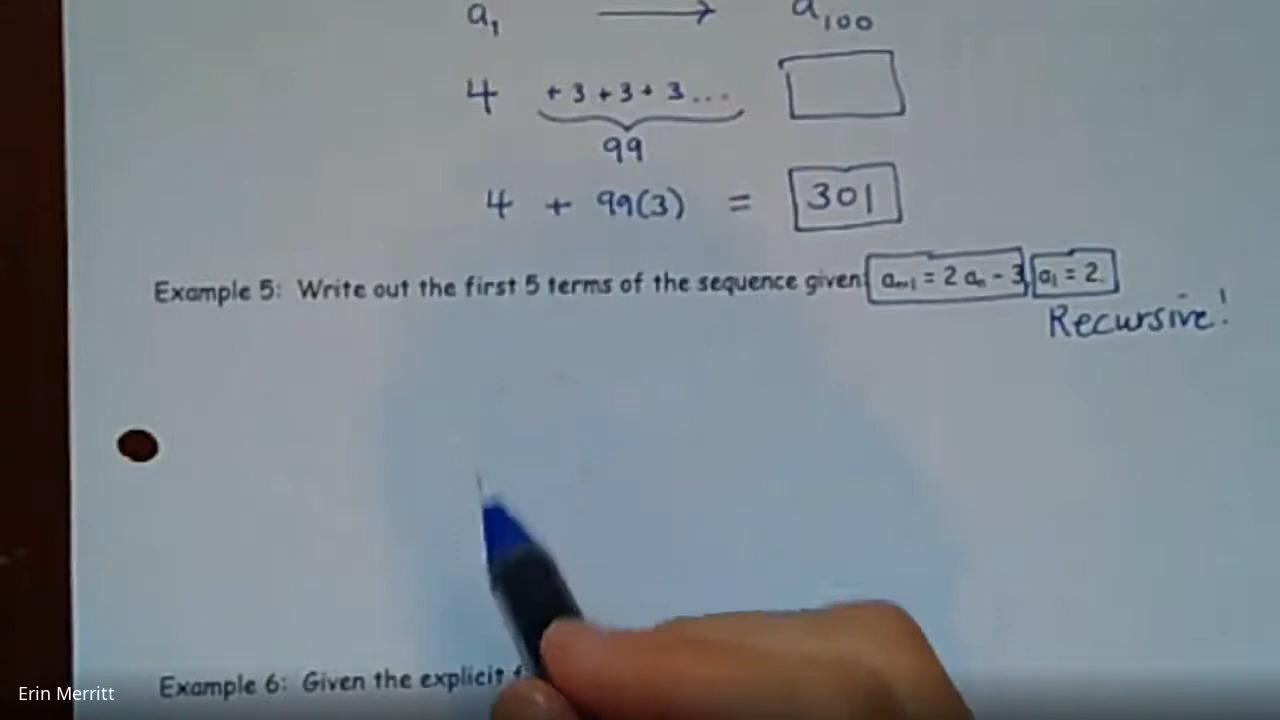 a₁ → a₁₀₀
4 +3+3+3...
99
4 + 99(3) = 301
Example 5: Write out the first 5 terms of the sequence given aₙ₊₁ = 2 aₙ - 3, a₁ = 2.
Recursive!
Example 6: Given the explicit
Erin Merritt